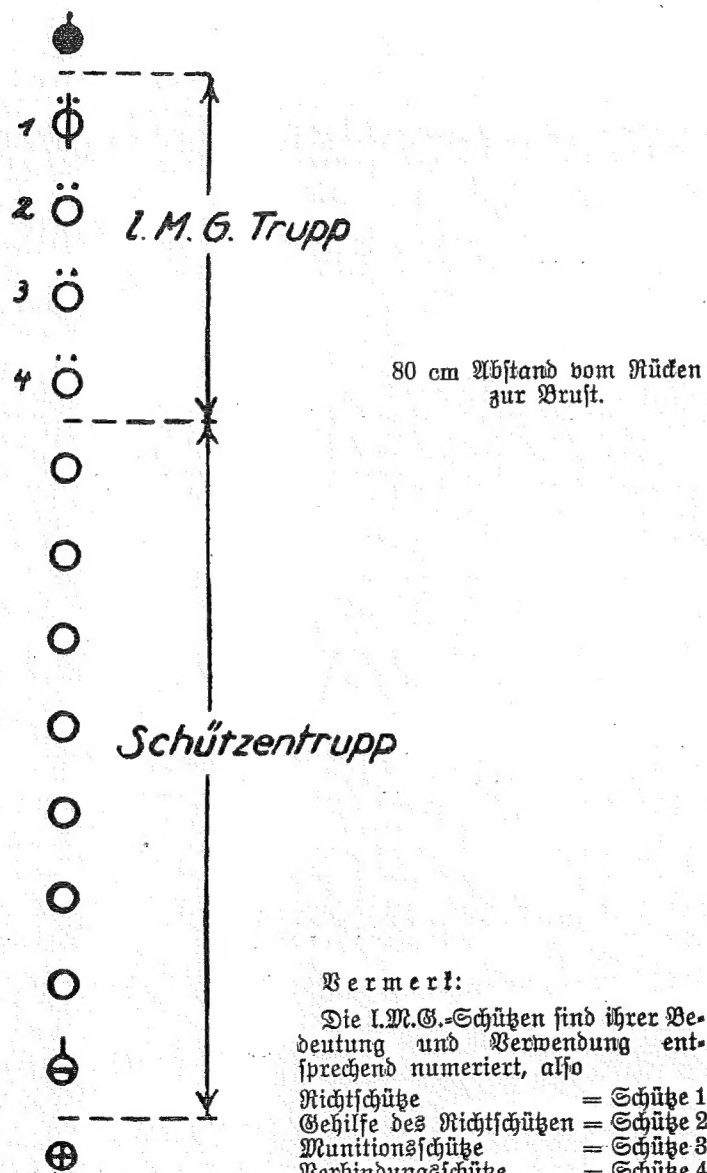 1
2
l. M. G. Trupp
3
4
80 cm Abstand vom Rücken
zur Brust.
Schützentrupp
Vermerk:
Die l.M.G.-Schützen sind ihrer Be-
deutung und Verwendung ent-
sprechend numeriert, also
Richtschütze = Schütze 1
Gehilfe des Richtschützen = Schütze 2
Munitionsschütze = Schütze 3
Verbindungsschütze = Schütze 4